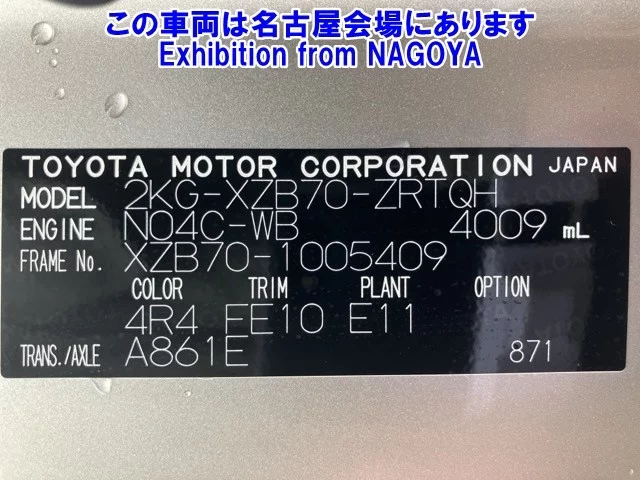 この車両は名古屋会場にあります
Exhibition from NAGOYA
TOYOTA MOTOR CORPORATION JAPAN
MODEL 2KG-XZB70-ZRTQH
ENGINE N04C-WB 4009 mL
FRAME No. XZB70-1005409
COLOR TRIM PLANT OPTION
4R4 FE10 E11
TRANS./AXLE A861E 871